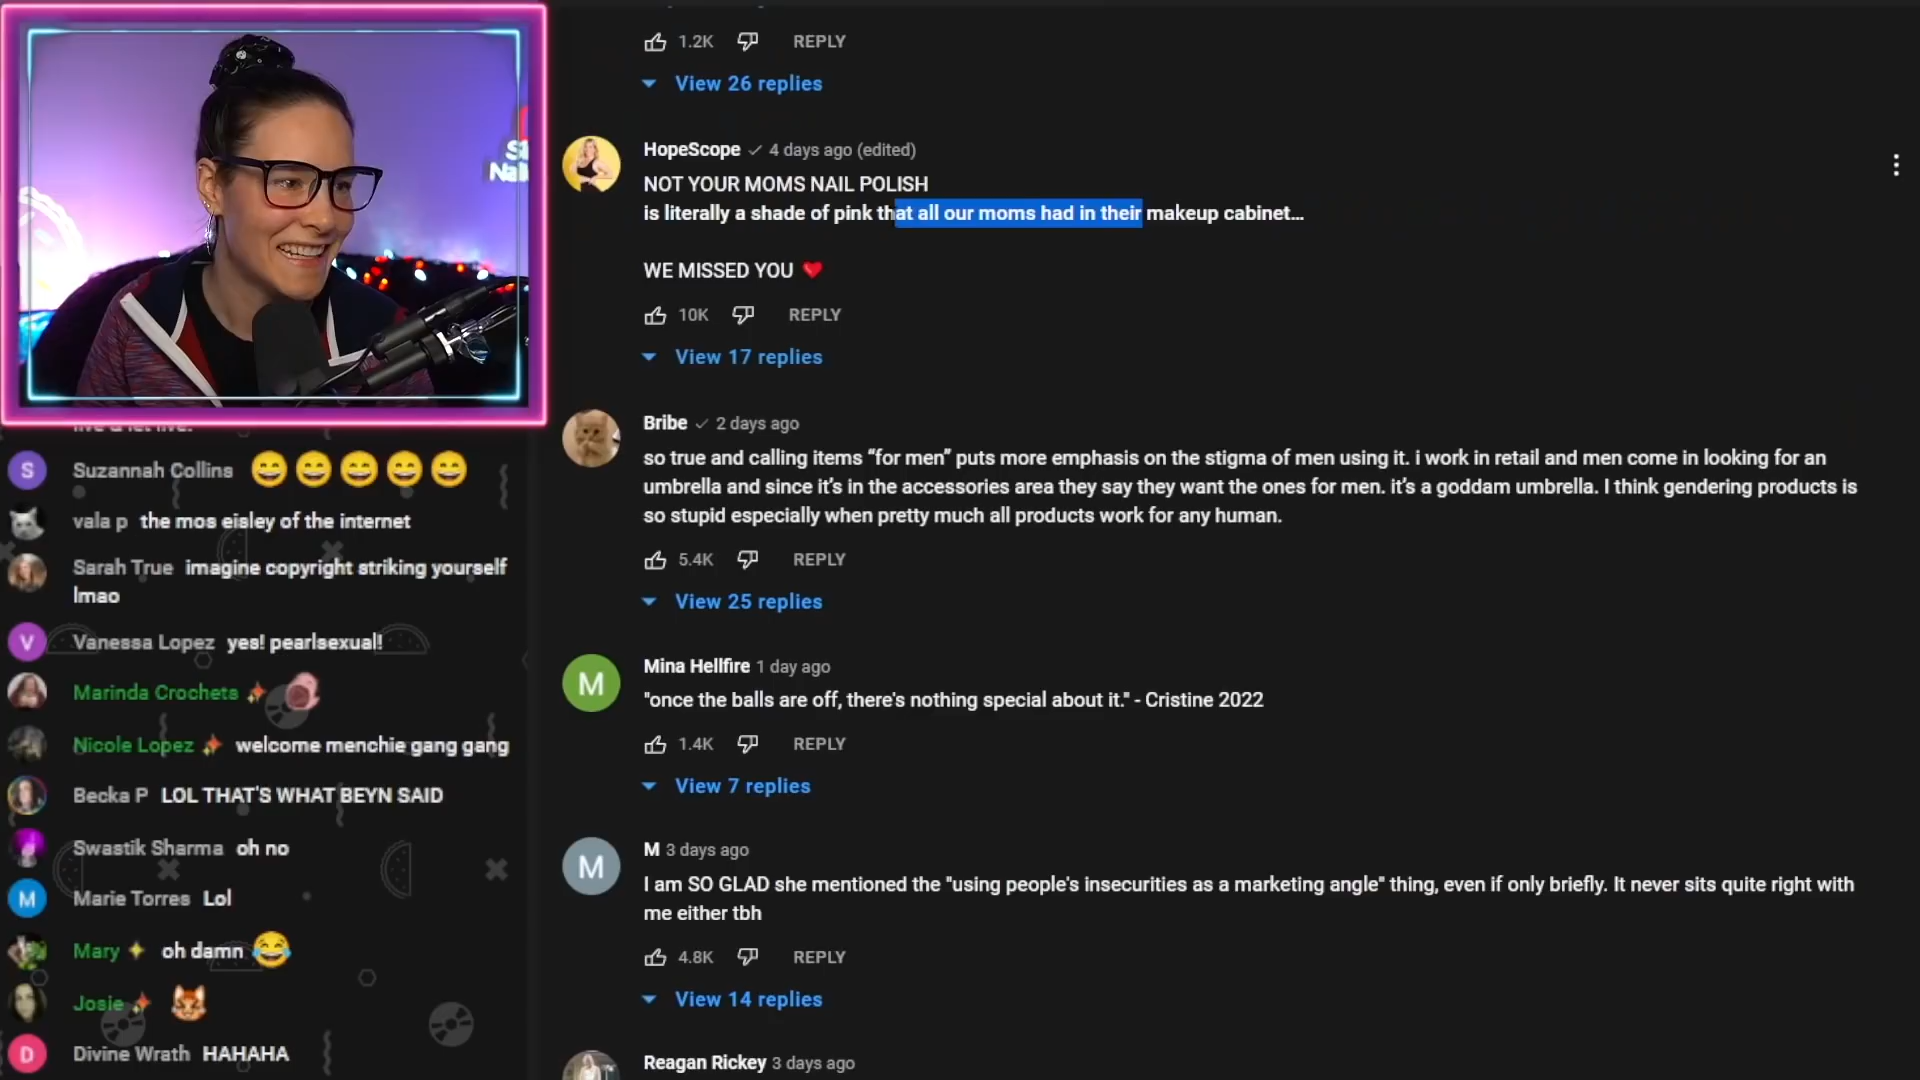 1.2K REPLY
View 26 replies
HopeScope 4 days ago (edited)
NOT YOUR MOMS NAIL POLISH
is literally a shade of pink that all our moms had in their makeup cabinet...
WE MISSED YOU ❤️
10K REPLY
View 17 replies
Bribe 2 days ago
so true and calling items “for men” puts more emphasis on the stigma of men using it. i work in retail and men come in looking for an
umbrella and since it’s in the accessories area they say they want the ones for men. it’s a goddam umbrella. I think gendering products is
so stupid especially when pretty much all products work for any human.
5.4K REPLY
View 25 replies
Mina Hellfire 1 day ago
"once the balls are off, there's nothing special about it." - Cristine 2022
1.4K REPLY
View 7 replies
M
M
M 3 days ago
I am SO GLAD she mentioned the "using people's insecurities as a marketing angle" thing, even if only briefly. It never sits quite right with
me either tbh
4.8K REPLY
View 14 replies
Reagan Rickey 3 days ago
live & let live.
S Suzannah Collins 😄😄😄😄😄
vala p the mos eisley of the internet
Sarah True imagine copyright striking yourself
lmao
V Vanessa Lopez yes! pearlsexual!
Marinda Crochets
Nicole Lopez welcome menchie gang gang
Becka P LOL THAT'S WHAT BEYN SAID
Swastik Sharma oh no
M Marie Torres Lol
Mary oh damn 😂
Josie
D Divine Wrath HAHAHA